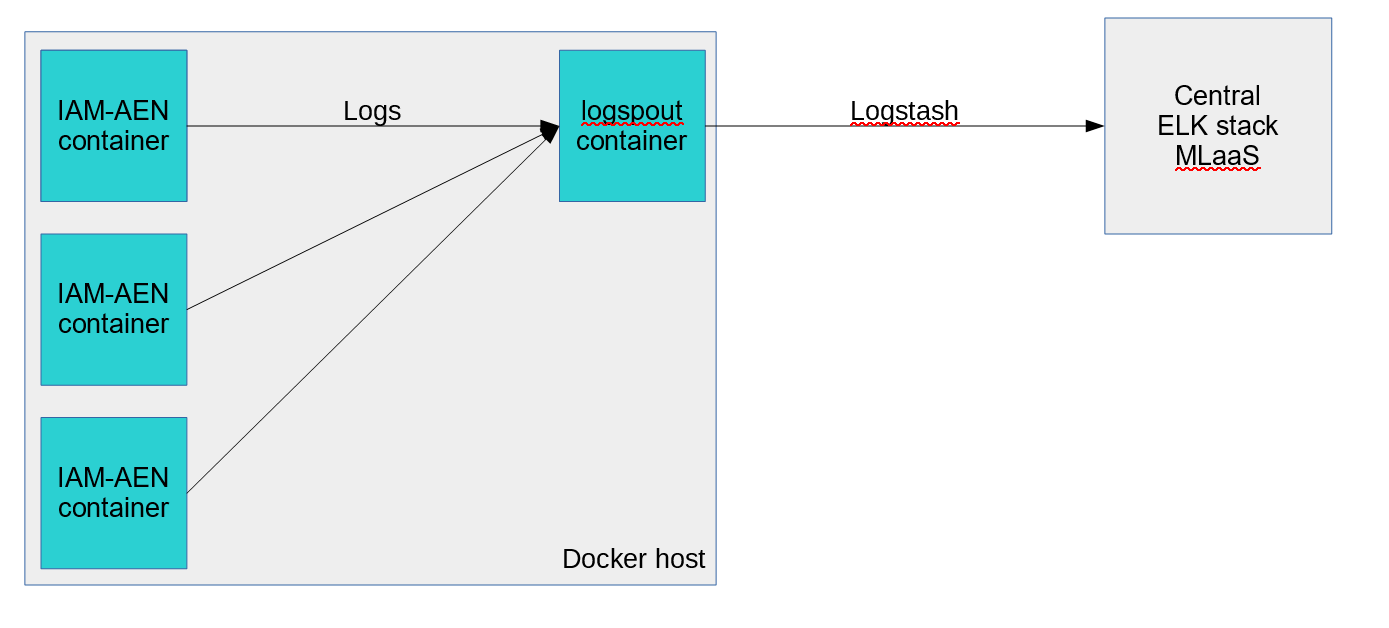 IAM-AEN
container
Logs
logspout
container
Logstash
Central
ELK stack
MLaaS
IAM-AEN
container
IAM-AEN
container
Docker host